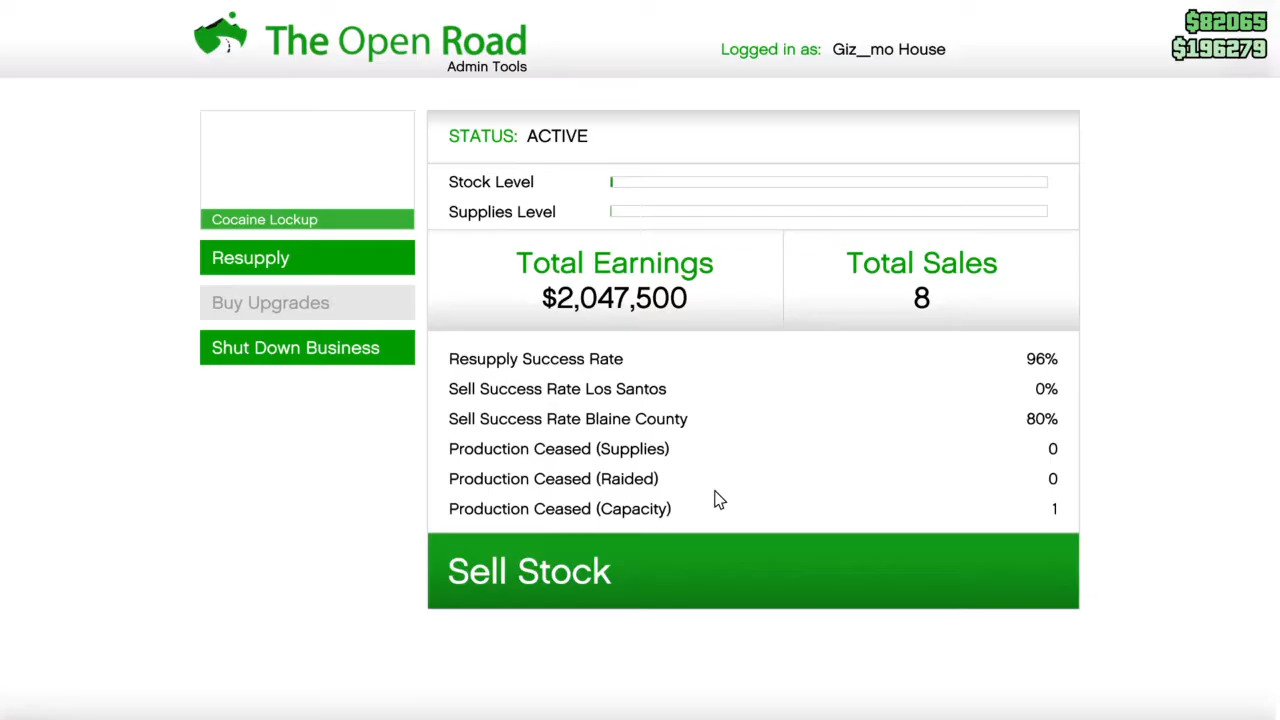 The Open Road
Admin Tools
Logged in as: Giz__mo House
$82065
$196279
Cocaine Lockup
Resupply
Buy Upgrades
Shut Down Business
STATUS: ACTIVE
Stock Level
Supplies Level
Total Earnings
$2,047,500
Total Sales
8
Resupply Success Rate 96%
Sell Success Rate Los Santos 0%
Sell Success Rate Blaine County 80%
Production Ceased (Supplies) 0
Production Ceased (Raided) 0
Production Ceased (Capacity) 1
Sell Stock